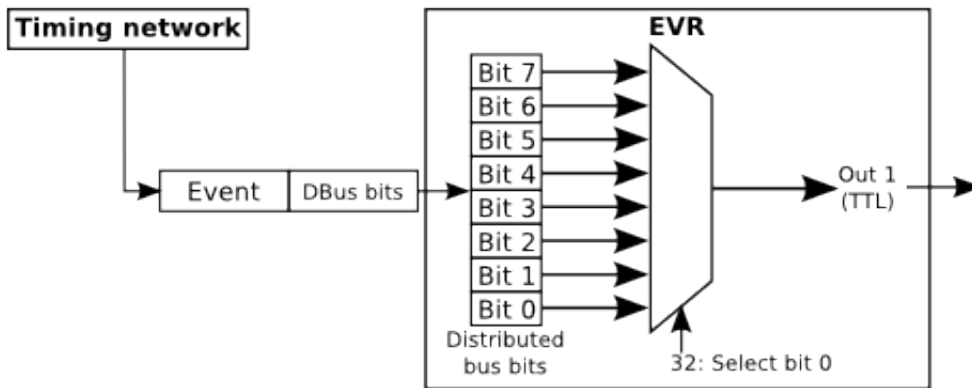 Timing network
EVR
Bit 7
Bit 6
Bit 5
Bit 4
Bit 3
Bit 2
Bit 1
Bit 0
Event
DBus bits
Out 1
(TTL)
Distributed
bus bits
32: Select bit 0